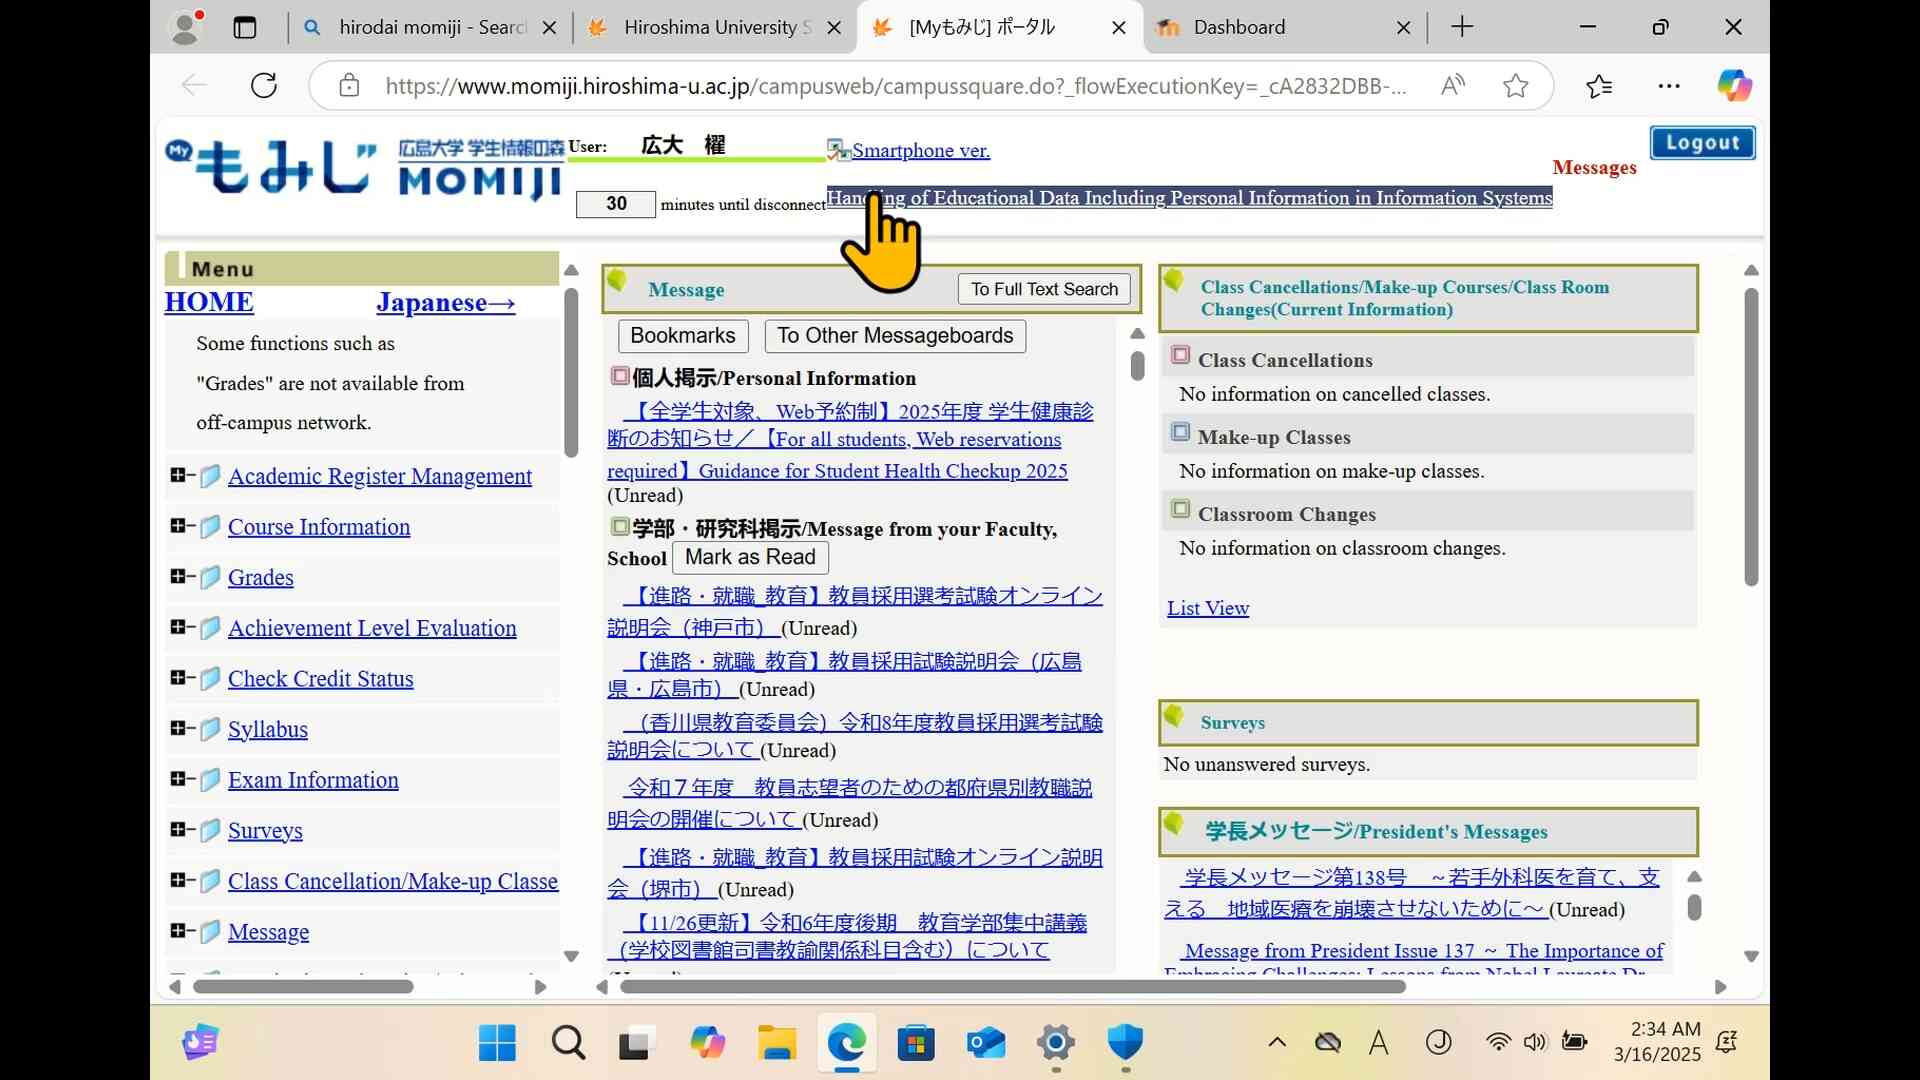 hirodai momiji - Searc
Hiroshima University S
[Myもみじ] ポータル
Dashboard
https://www.momiji.hiroshima-u.ac.jp/campusweb/campussquare.do?_flowExecutionKey=_cA2832DBB-...
My もみじ
広島大学 学生情報の森
MOMIJI
User: 広大 櫂
Smartphone ver.
Messages
Logout
30 minutes until disconnect
Handling of Educational Data Including Personal Information in Information Systems
Menu
HOME Japanese→
Some functions such as
"Grades" are not available from
off-campus network.
Academic Register Management
Course Information
Grades
Achievement Level Evaluation
Check Credit Status
Syllabus
Exam Information
Surveys
Class Cancellation/Make-up Classe
Message
Message To Full Text Search
Bookmarks To Other Messageboards
個人掲示/Personal Information
【全学生対象、Web予約制】2025年度 学生健康診
断のお知らせ／【For all students, Web reservations
required】Guidance for Student Health Checkup 2025
(Unread)
学部・研究科掲示/Message from your Faculty,
School Mark as Read
【進路・就職_教育】教員採用選考試験オンライン
説明会（神戸市） (Unread)
【進路・就職_教育】教員採用試験説明会（広島
県・広島市） (Unread)
（香川県教育委員会）令和8年度教員採用選考試験
説明会について (Unread)
令和７年度　教員志望者のための都府県別教職説
明会の開催について (Unread)
【進路・就職_教育】教員採用試験オンライン説明
会（堺市） (Unread)
【11/26更新】令和6年度後期　教育学部集中講義
（学校図書館司書教諭関係科目含む）について
Class Cancellations/Make-up Courses/Class Room
Changes(Current Information)
Class Cancellations
No information on cancelled classes.
Make-up Classes
No information on make-up classes.
Classroom Changes
No information on classroom changes.
List View
Surveys
No unanswered surveys.
学長メッセージ/President's Messages
学長メッセージ第138号　～若手外科医を育て、支
える　地域医療を崩壊させないために～ (Unread)
Message from President Issue 137 ～ The Importance of
Embracing Challenges: Lessons from Nobel Laureate Dr.
2:34 AM
3/16/2025